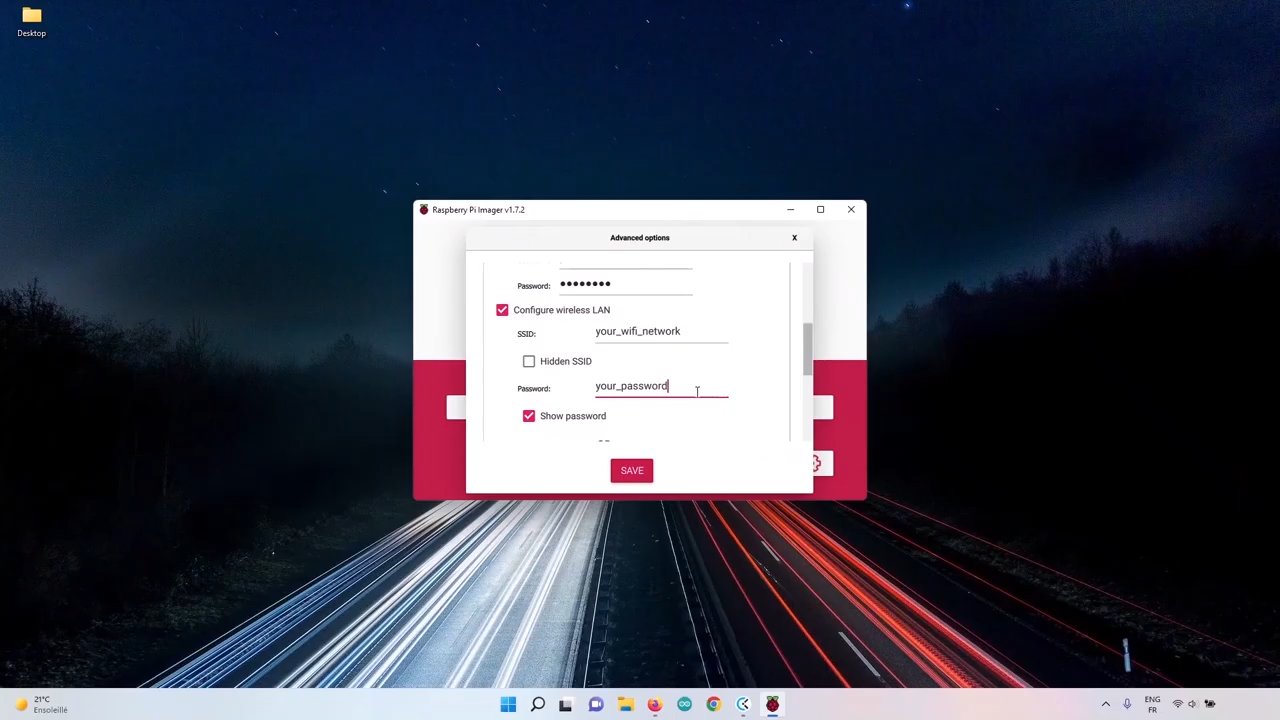 Desktop
Raspberry Pi Imager v1.7.2
Advanced options
X
Password: ●●●●●●●●
Configure wireless LAN
SSID: your_wifi_network
Hidden SSID
Password: your_password
Show password
SAVE
21°C
Ensoleillé
ENG
FR